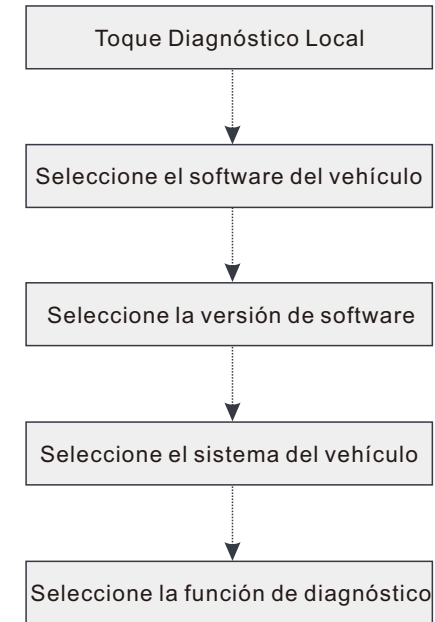 Toque Diagnóstico Local
Seleccione el software del vehículo
Seleccione la versión de software
Seleccione el sistema del vehículo
Seleccione la función de diagnóstico